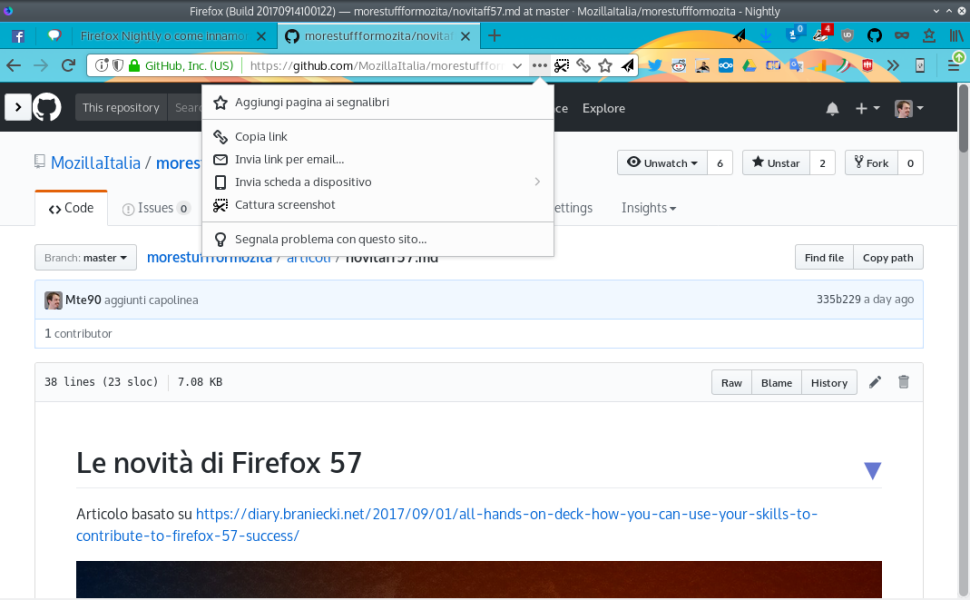 Firefox (Build 20170914100122) — morestuffformozita/novitaff57.md at master · MozillaItalia/morestuffformozita - Nightly
Firefox Nightly o come innamo
morestuffformozita/novitaf
0
4
GitHub, Inc. (US)
https://github.com/MozillaItalia/morestuffform
This repository
Sear
ce
Explore
Aggiungi pagina ai segnalibri
Copia link
Invia link per email...
Invia scheda a dispositivo
Cattura screenshot
Segnala problema con questo sito...
MozillaItalia / mores
Unwatch
6
Unstar
2
Fork
0
Code
Issues 0
ettings
Insights
Branch: master
morestuffformozita / articoli / novitaff57.md
Find file
Copy path
Mte90 aggiunti capolinea
335b229 a day ago
1 contributor
38 lines (23 sloc)
7.08 KB
Raw
Blame
History
Le novità di Firefox 57
Articolo basato su https://diary.braniecki.net/2017/09/01/all-hands-on-deck-how-you-can-use-your-skills-to-
contribute-to-firefox-57-success/